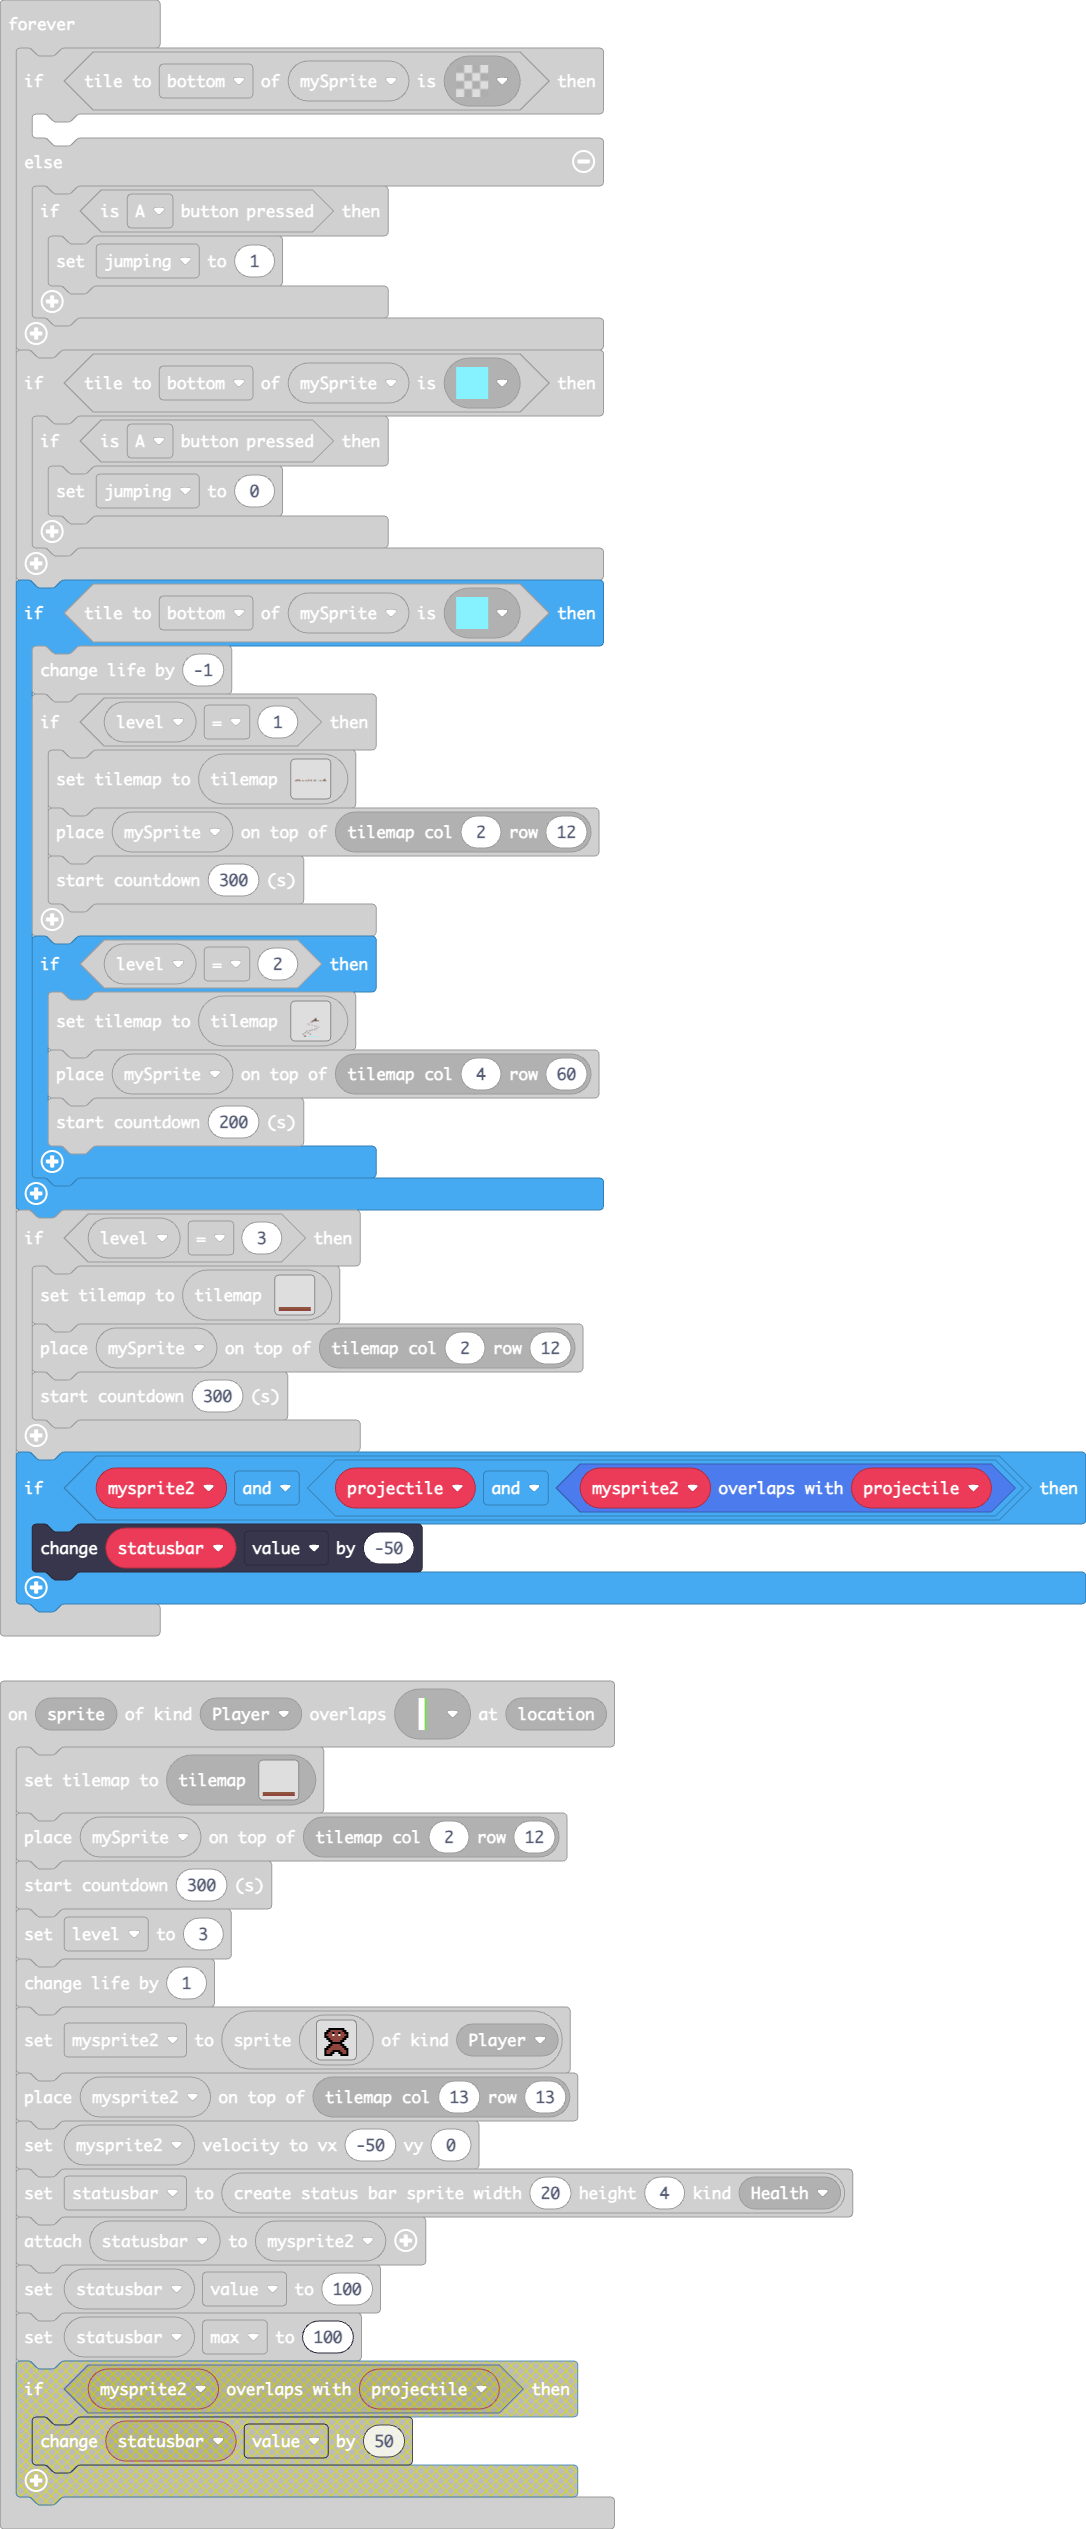 forever
if tile to bottom of mySprite is then
else
if is A button pressed then
set jumping to 1
if tile to bottom of mySprite is then
if is A button pressed then
set jumping to 0
if tile to bottom of mySprite is then
change life by -1
if level = 1 then
set tilemap to tilemap
place mySprite on top of tilemap col 2 row 12
start countdown 300 (s)
if level = 2 then
set tilemap to tilemap
place mySprite on top of tilemap col 4 row 60
start countdown 200 (s)
if level = 3 then
set tilemap to tilemap
place mySprite on top of tilemap col 2 row 12
start countdown 300 (s)
if mysprite2 and projectile and mysprite2 overlaps with projectile then
change statusbar value by -50
on sprite of kind Player overlaps at location
set tilemap to tilemap
place mySprite on top of tilemap col 2 row 12
start countdown 300 (s)
set level to 3
change life by 1
set mysprite2 to sprite of kind Player
place mysprite2 on top of tilemap col 13 row 13
set mysprite2 velocity to vx -50 vy 0
set statusbar to create status bar sprite width 20 height 4 kind Health
attach statusbar to mysprite2
set statusbar value to 100
set statusbar max to 100
if mysprite2 overlaps with projectile then
change statusbar value by 50